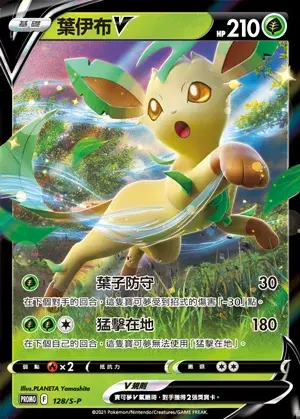 基礎 葉伊布V HP210
葉子防守 30
在下個對手的回合，這隻寶可夢受到招式的傷害「-30」點。
猛擊在地 180
在下個自己的回合，這隻寶可夢無法使用「猛擊在地」。
弱點 ×2 抵抗力 撤退
V規則
Illus.PLANETA Yamashita
寶可夢V【氣絕】時，對手獲得2張獎賞卡。
PROMO F 128/S-P
©2021 Pokémon/Nintendo/Creatures/GAME FREAK.